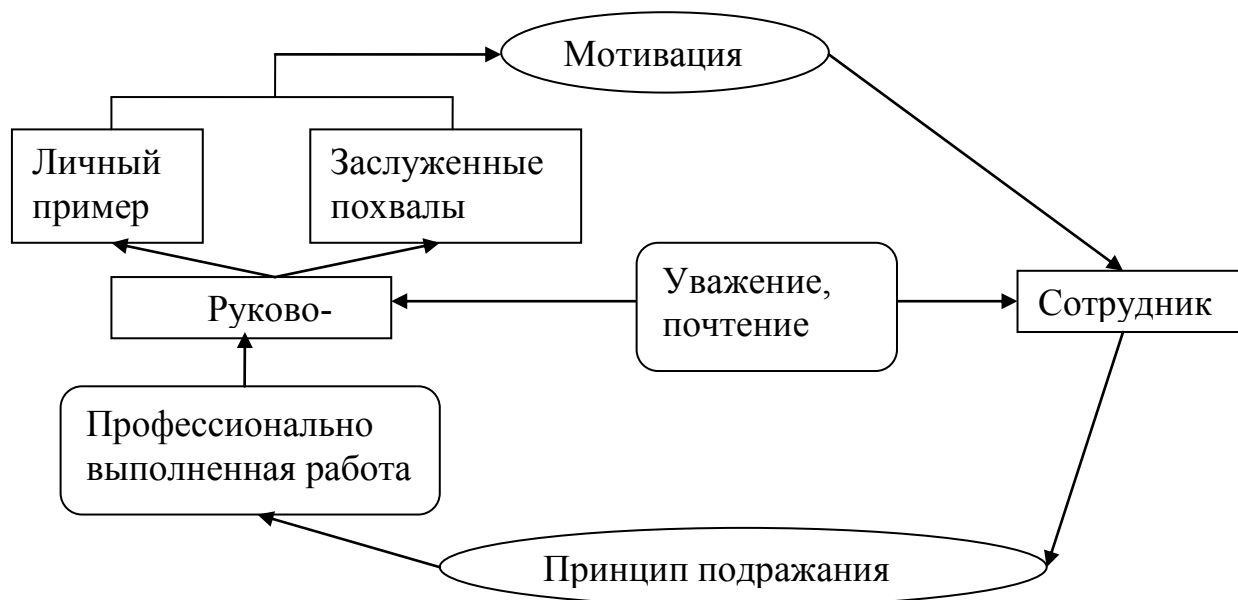 Мотивация
Личный
пример
Заслуженные
похвалы
Уважение,
почтение
Руково-
Сотрудник
Профессионально
выполненная работа
Принцип подражания